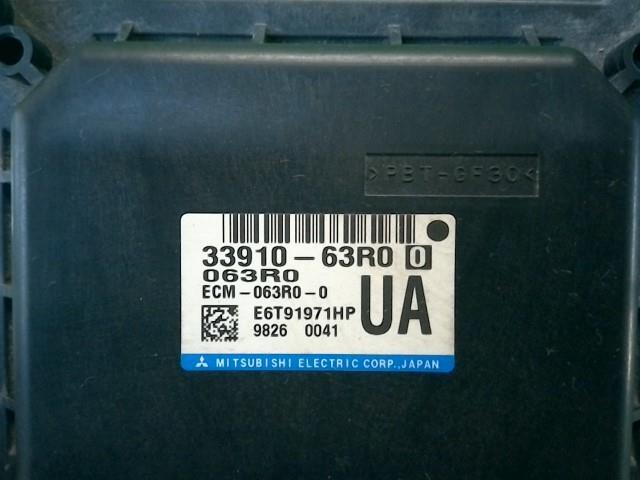 >PBT-GF30<
33910-63R0 0
063R0
ECM-063R0-0
E6T91971HP
9826 0041
UA
MITSUBISHI ELECTRIC CORP.,JAPAN